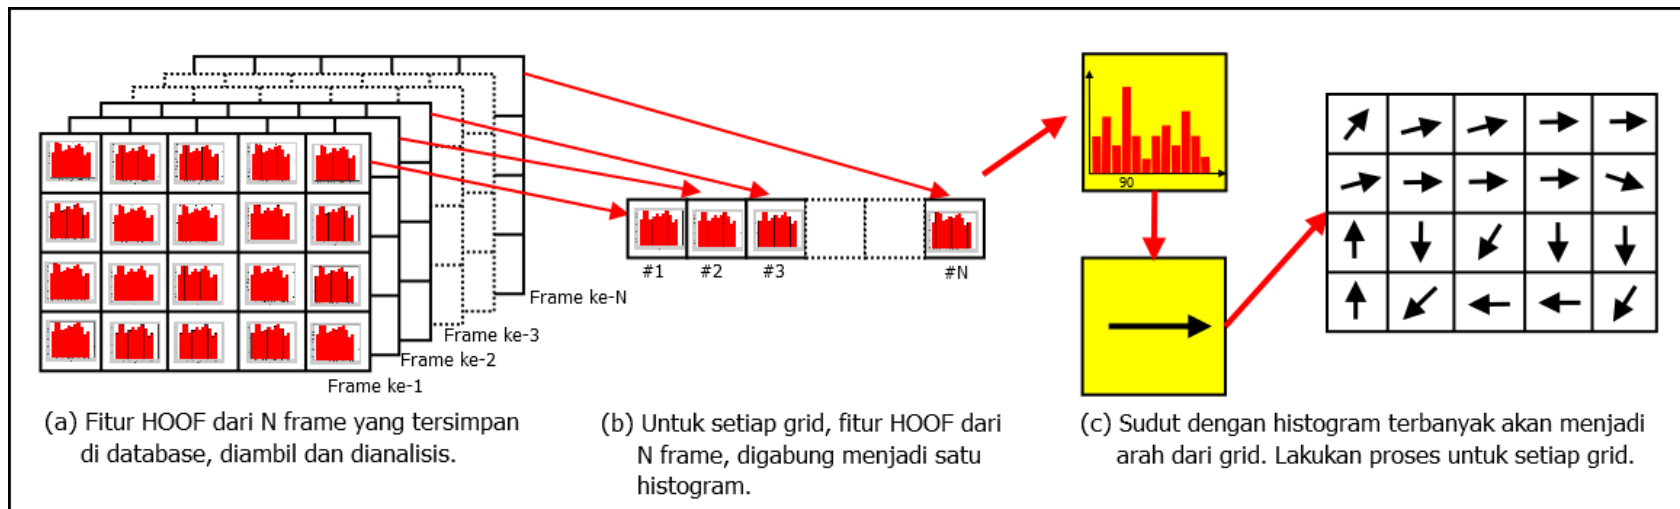 Frame ke-N
Frame ke-3
Frame ke-2
Frame ke-1
#1
#2
#3
#N
90
(a) Fitur HOOF dari N frame yang tersimpan
di database, diambil dan dianalisis.
(b) Untuk setiap grid, fitur HOOF dari
N frame, digabung menjadi satu
histogram.
(c) Sudut dengan histogram terbanyak akan menjadi
arah dari grid. Lakukan proses untuk setiap grid.